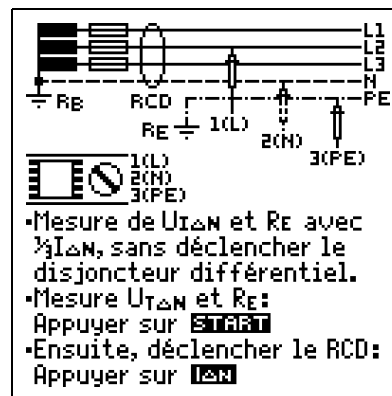 L1
L2
L3
N
PE
RB RCD
RE 1(L)
2(N)
3(PE)
1(L)
2(N)
3(PE)
▪Mesure de UI△N et RE avec
⅓I△N, sans déclencher le
disjoncteur différentiel.
▪Mesure UI△N et RE:
Appuyer sur START
▪Ensuite, déclencher le RCD:
Appuyer sur I△N